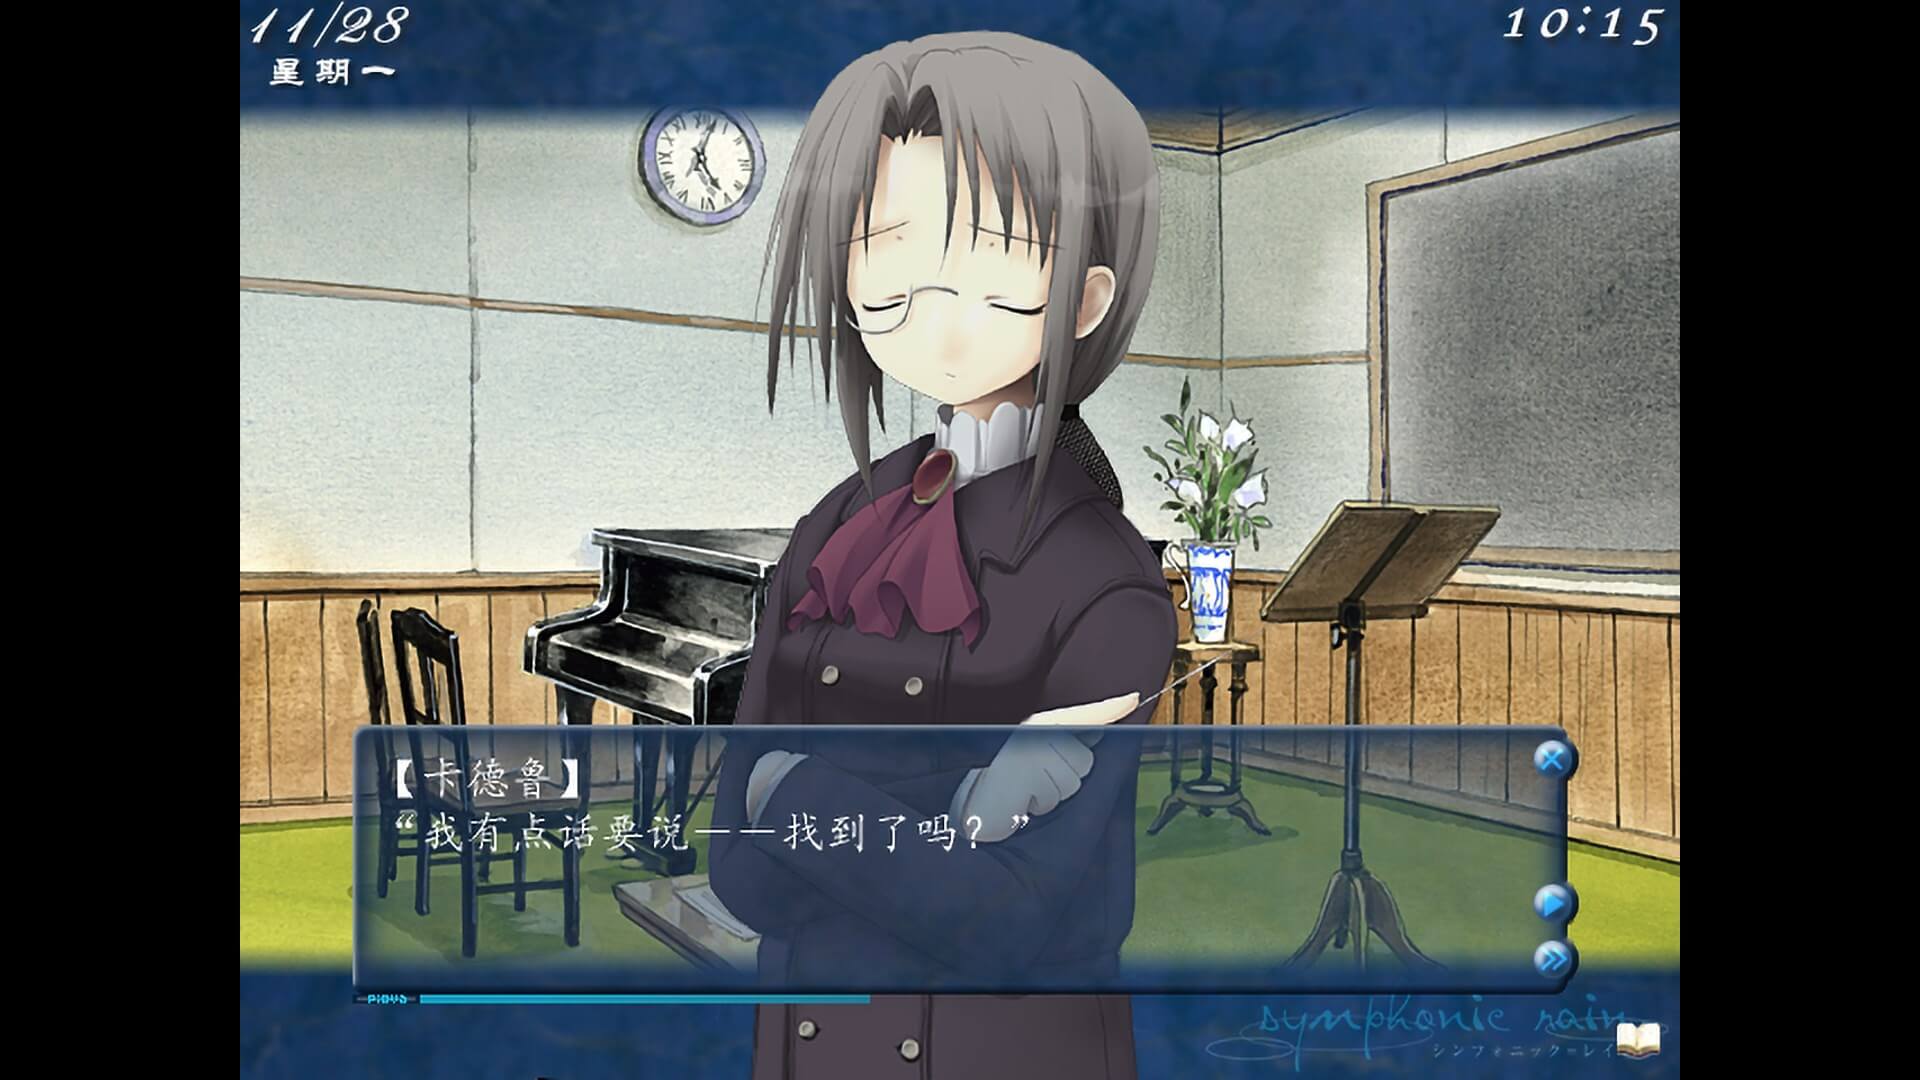 11/28
星期一
10:15
【卡德鲁】
“我有点话要说——找到了吗？”
symphonic rain
シンフォニック＝レイ